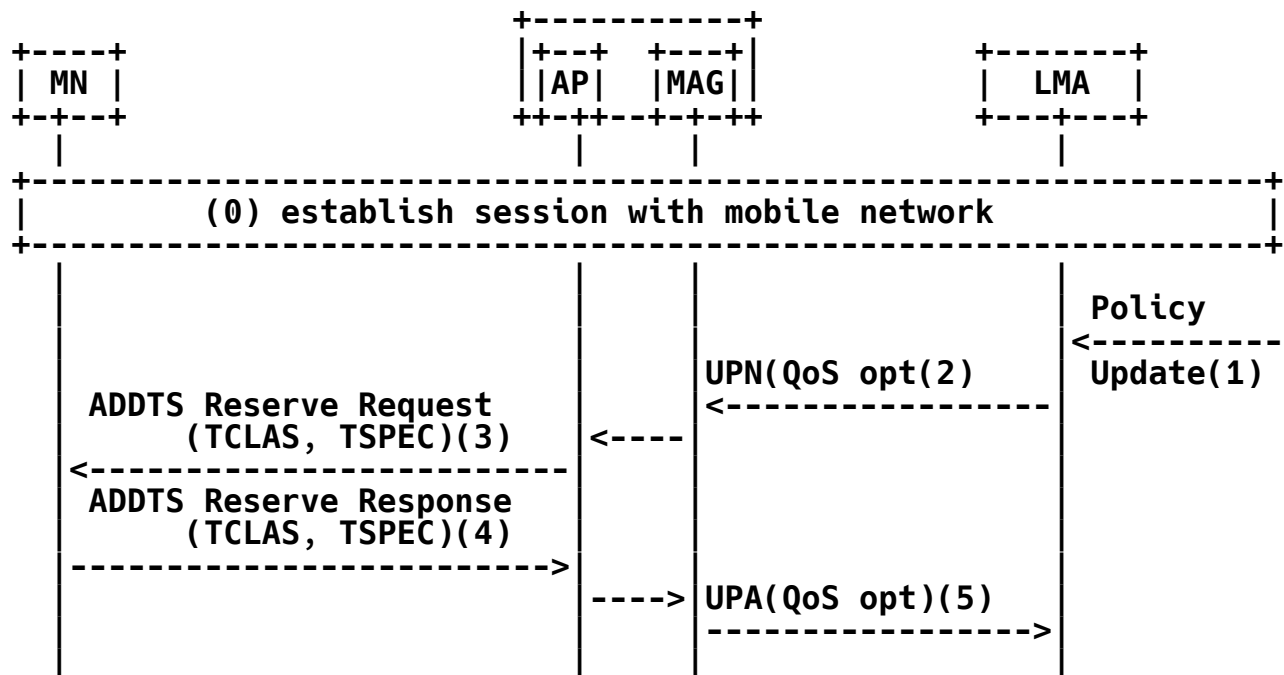 MN AP MAG LMA
(0) establish session with mobile network
Policy
UPN(QoS opt(2) Update(1)
ADDTS Reserve Request
(TCLAS, TSPEC)(3)
ADDTS Reserve Response
(TCLAS, TSPEC)(4)
UPA(QoS opt)(5)